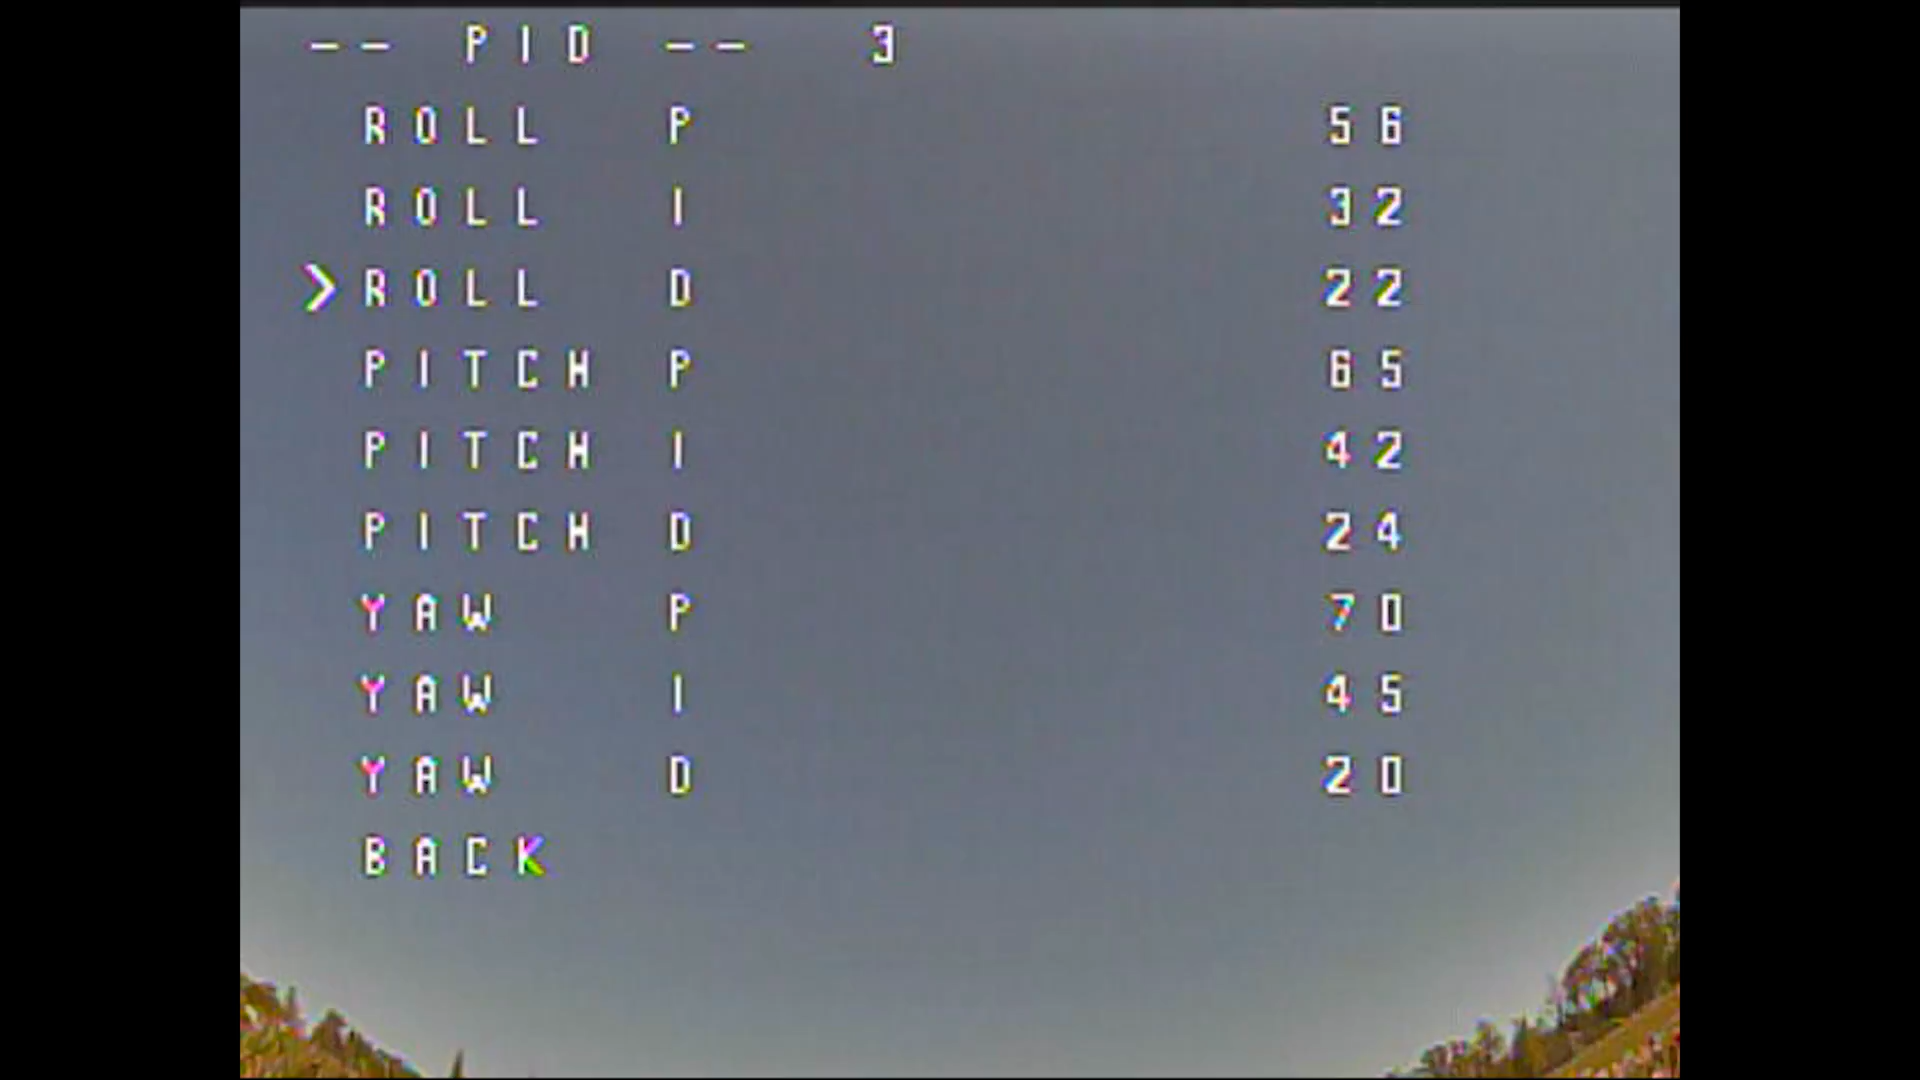 -- PID -- 3
ROLL P 56
ROLL I 32
>ROLL D 22
PITCH P 65
PITCH I 42
PITCH D 24
YAW P 70
YAW I 45
YAW D 20
BACK